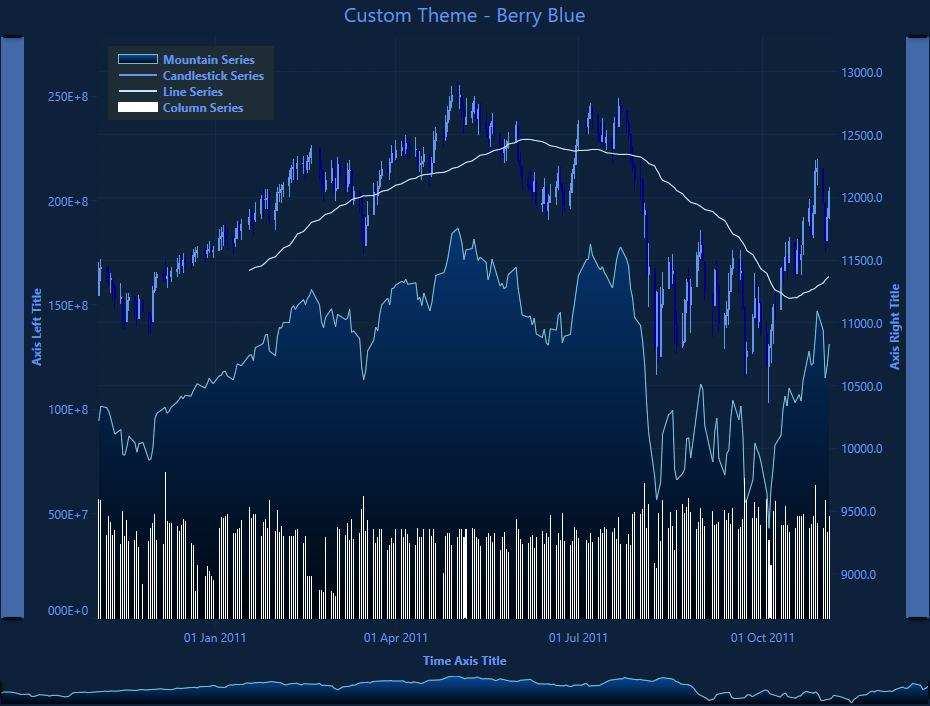 Custom Theme - Berry Blue
Mountain Series
Candlestick Series
Line Series
Column Series
250E+8
200E+8
150E+8
100E+8
500E+7
000E+0
Axis Left Title
13000.0
12500.0
12000.0
11500.0
11000.0
10500.0
10000.0
9500.0
9000.0
Axis Right Title
01 Jan 2011
01 Apr 2011
01 Jul 2011
01 Oct 2011
Time Axis Title